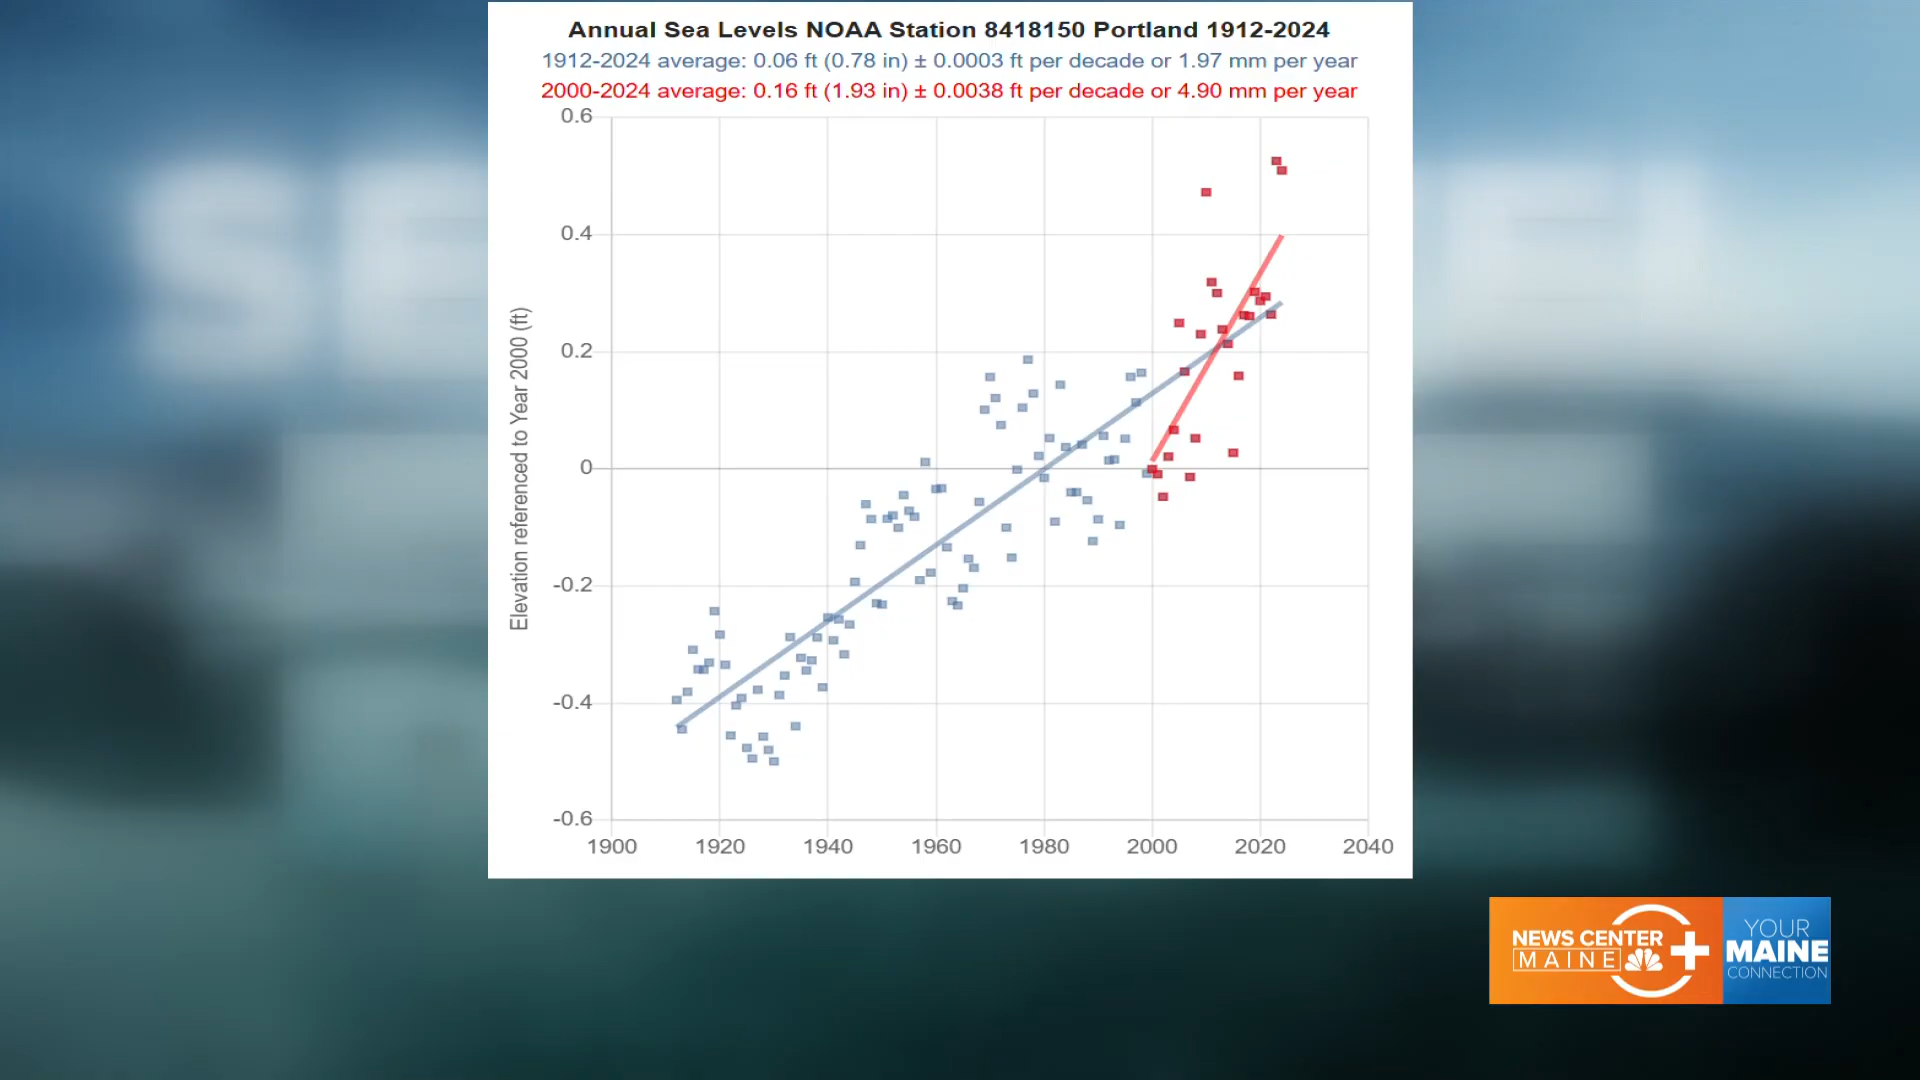 Annual Sea Levels NOAA Station 8418150 Portland 1912-2024
1912-2024 average: 0.06 ft (0.78 in) ± 0.0003 ft per decade or 1.97 mm per year
2000-2024 average: 0.16 ft (1.93 in) ± 0.0038 ft per decade or 4.90 mm per year
Elevation referenced to Year 2000 (ft)
0.6
0.4
0.2
0
-0.2
-0.4
-0.6
1900 1920 1940 1960 1980 2000 2020 2040
SE
NEWS CENTER
MAINE
+
YOUR
MAINE
CONNECTION